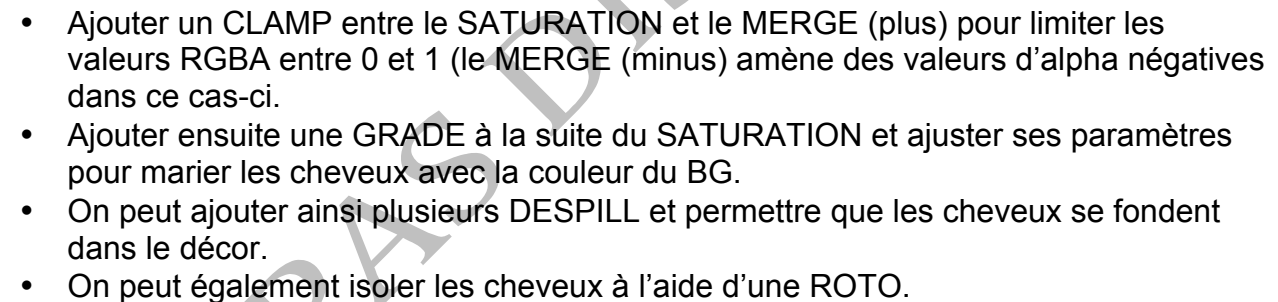 • Ajouter un CLAMP entre le SATURATION et le MERGE (plus) pour limiter les
valeurs RGBA entre 0 et 1 (le MERGE (minus) amène des valeurs d’alpha négatives
dans ce cas-ci.
• Ajouter ensuite une GRADE à la suite du SATURATION et ajuster ses paramètres
pour marier les cheveux avec la couleur du BG.
• On peut ajouter ainsi plusieurs DESPILL et permettre que les cheveux se fondent
dans le décor.
• On peut également isoler les cheveux à l’aide d’une ROTO.
PAS